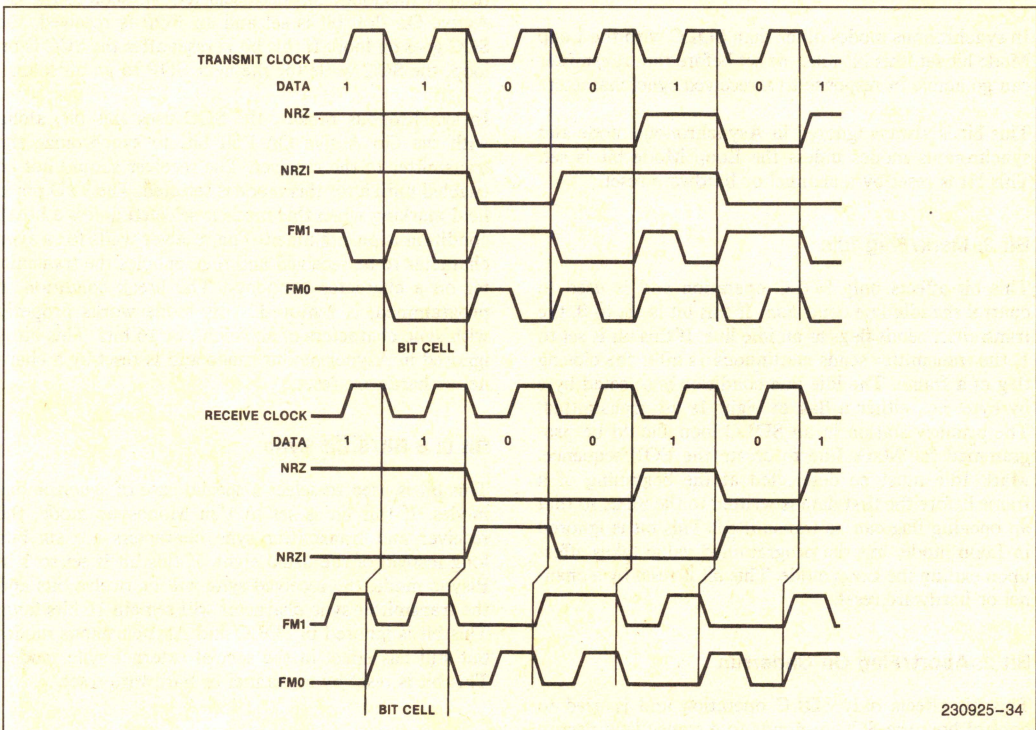 TRANSMIT CLOCK
DATA 1 1 0 0 1 0 1
NRZ
NRZI
FM1
FM0
BIT CELL
RECEIVE CLOCK
DATA 1 1 0 0 1 0 1
NRZ
NRZI
FM1
FM0
BIT CELL
230925–34